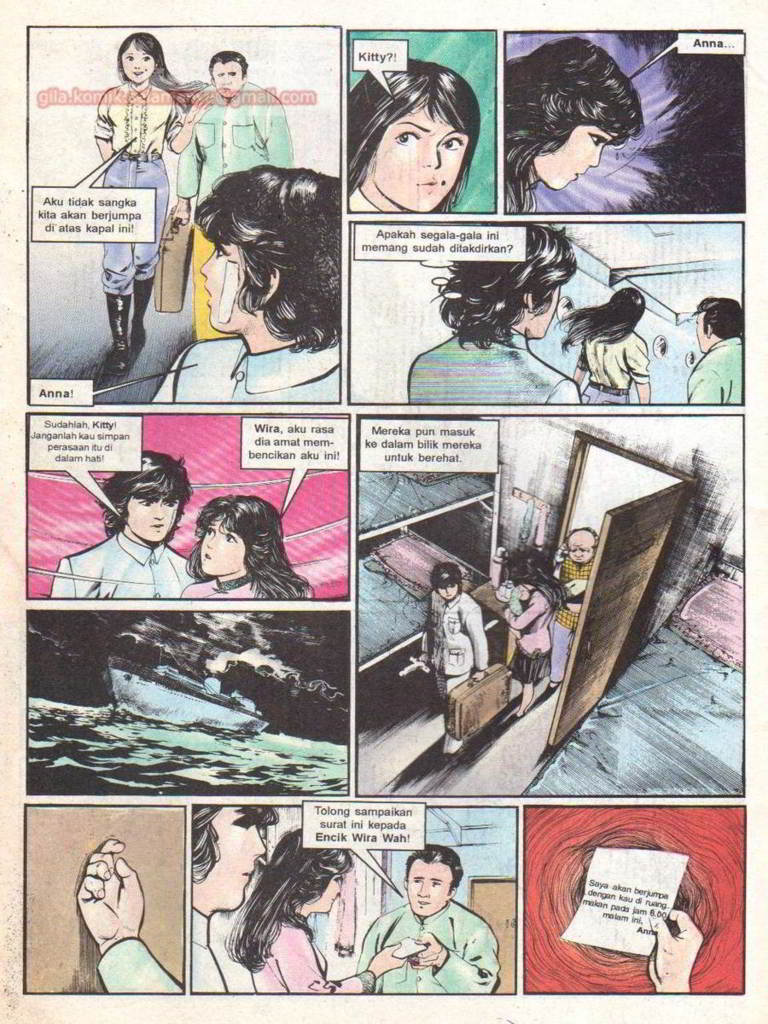 Aku tidak sangka
kita akan berjumpa
di atas kapal ini!
Anna!
Kitty?!
Anna...
Apakah segala-gala ini
memang sudah ditakdirkan?
Sudahlah, Kitty!
Janganlah kau simpan
perasaan itu di
dalam hati!
Wira, aku rasa
dia amat mem-
bencikan aku ini!
Mereka pun masuk
ke dalam bilik mereka
untuk berehat.
Tolong sampaikan
surat ini kepada
Encik Wira Wah!
Saya akan berjumpa
dengan kau di ruang
makan pada jam 6.00
malam ini,
Anna